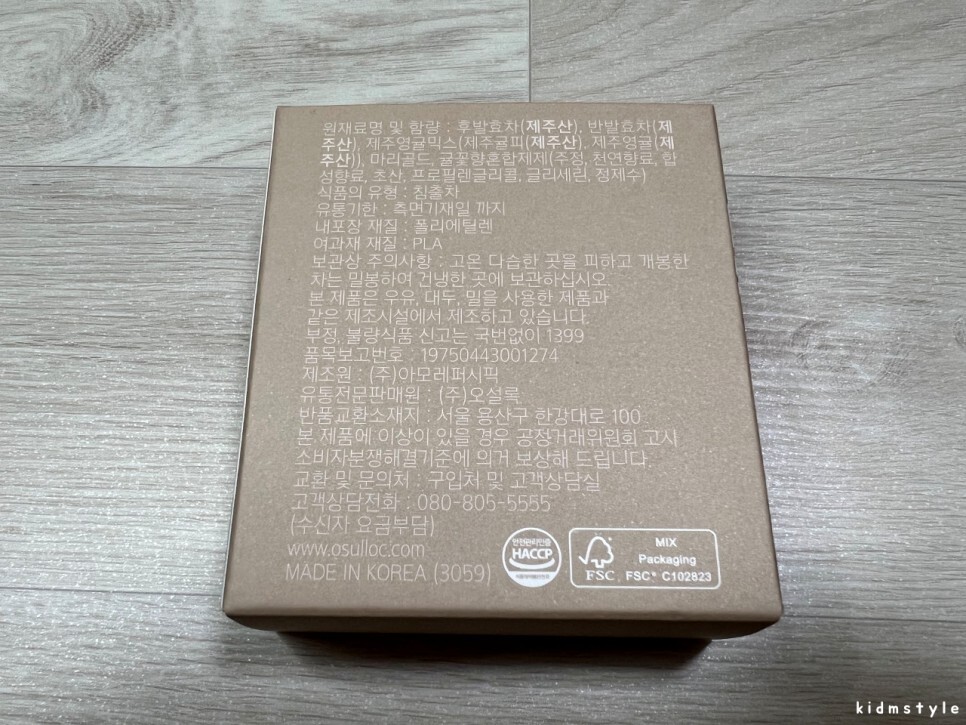 원재료명 및 함량 : 후발효차(제주산), 반발효차(제
주산), 제주영귤믹스(제주귤피(제주산), 제주영귤(제
주산)), 마리골드, 귤꽃향혼합제제(주정, 천연향료, 합
성향료, 초산, 프로필렌글리콜, 글리세린, 정제수)
식품의 유형 : 침출차
유통기한 : 측면기재일 까지
내포장 재질 : 폴리에틸렌
여과재 재질 : PLA
보관상 주의사항 : 고온 다습한 곳을 피하고 개봉한
차는 밀봉하여 건냉한 곳에 보관하십시오.
본 제품은 우유, 대두, 밀을 사용한 제품과
같은 제조시설에서 제조하고 있습니다.
부정, 불량식품 신고는 국번없이 1399
품목보고번호 : 19750443001274
제조원 : (주)아모레퍼시픽
유통전문판매원 : (주)오설록
반품교환소재지 : 서울 용산구 한강대로 100
본 제품에 이상이 있을 경우 공정거래위원회 고시
소비자분쟁해결기준에 의거 보상해 드립니다.
교환 및 문의처 : 구입처 및 고객상담실
고객상담전화 : 080-805-5555
(수신자 요금부담)
www.osulloc.com
MADE IN KOREA (3059)
안전관리인증
HACCP
FSC
MIX
Packaging
FSC® C102823
kidmstyle